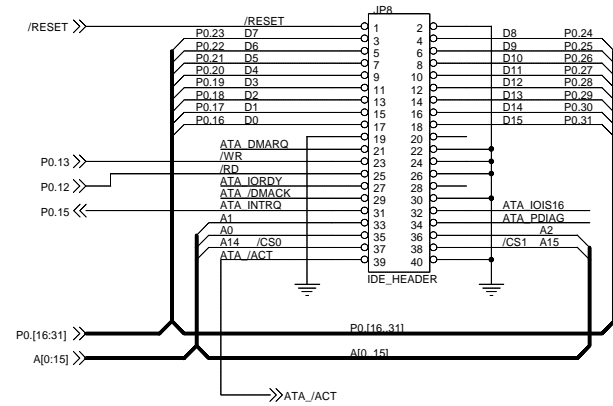 JP8
/RESET /RESET 1 2
P0.23 D7 3 4 D8 P0.24
P0.22 D6 5 6 D9 P0.25
P0.21 D5 7 8 D10 P0.26
P0.20 D4 9 10 D11 P0.27
P0.19 D3 11 12 D12 P0.28
P0.18 D2 13 14 D13 P0.29
P0.17 D1 15 16 D14 P0.30
P0.16 D0 17 18 D15 P0.31
19 20
ATA_DMARQ 21 22
P0.13 /WR 23 24
P0.12 /RD 25 26
ATA_IORDY 27 28
ATA_/DMACK 29 30
P0.15 ATA_INTRQ 31 32 ATA_IOIS16
A1 33 34 ATA_PDIAG
A0 35 36 A2
A14 /CS0 37 38 /CS1 A15
ATA_/ACT 39 40
IDE_HEADER
P0.[16:31] P0.[16..31]
A[0:15] A[0..15]
ATA_/ACT